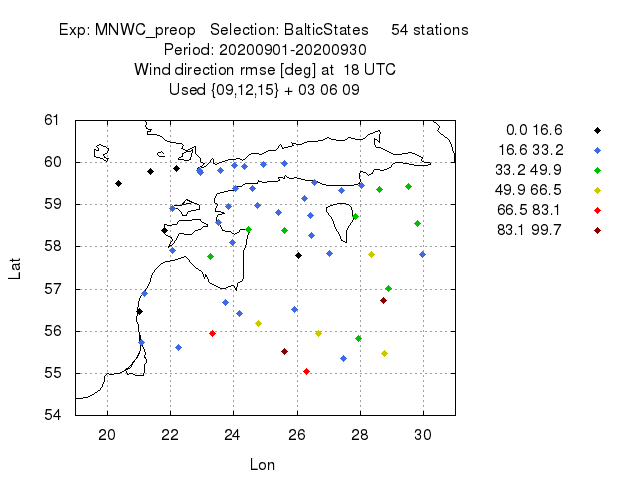 Exp: MNWC_preop   Selection: BalticStates     54 stations
Period: 20200901-20200930
Wind direction rmse [deg] at  18 UTC
Used {09,12,15} + 03 06 09
0.0 16.6
16.6 33.2
33.2 49.9
49.9 66.5
66.5 83.1
83.1 99.7
Lat
61
60
59
58
57
56
55
54
20 22 24 26 28 30
Lon